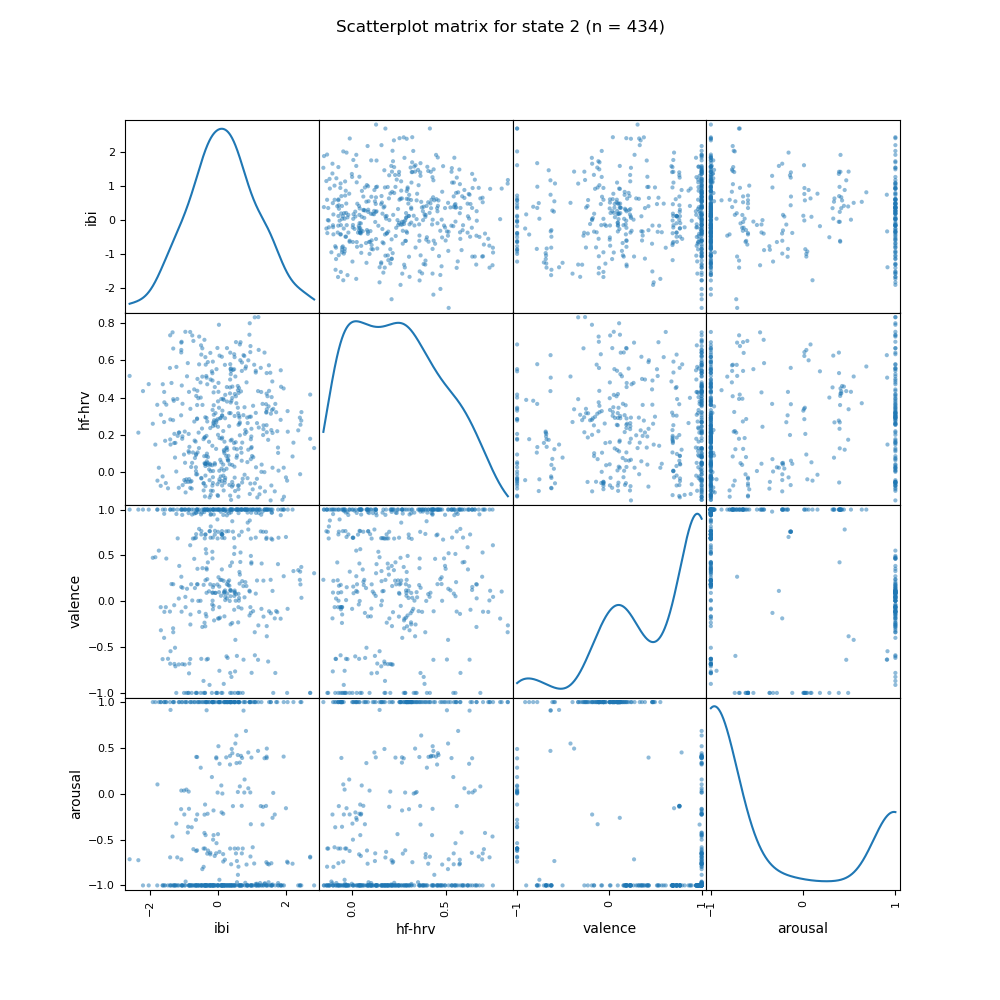 Scatterplot matrix for state 2 (n = 434)
ibi
2
1
0
−1
−2
hf-hrv
0.8
0.6
0.4
0.2
0.0
valence
1.0
0.5
0.0
−0.5
−1.0
arousal
1.0
0.5
0.0
−0.5
−1.0
−2 0 2 0.0 0.5 −1 0 1 −1 0 1
ibi hf-hrv valence arousal